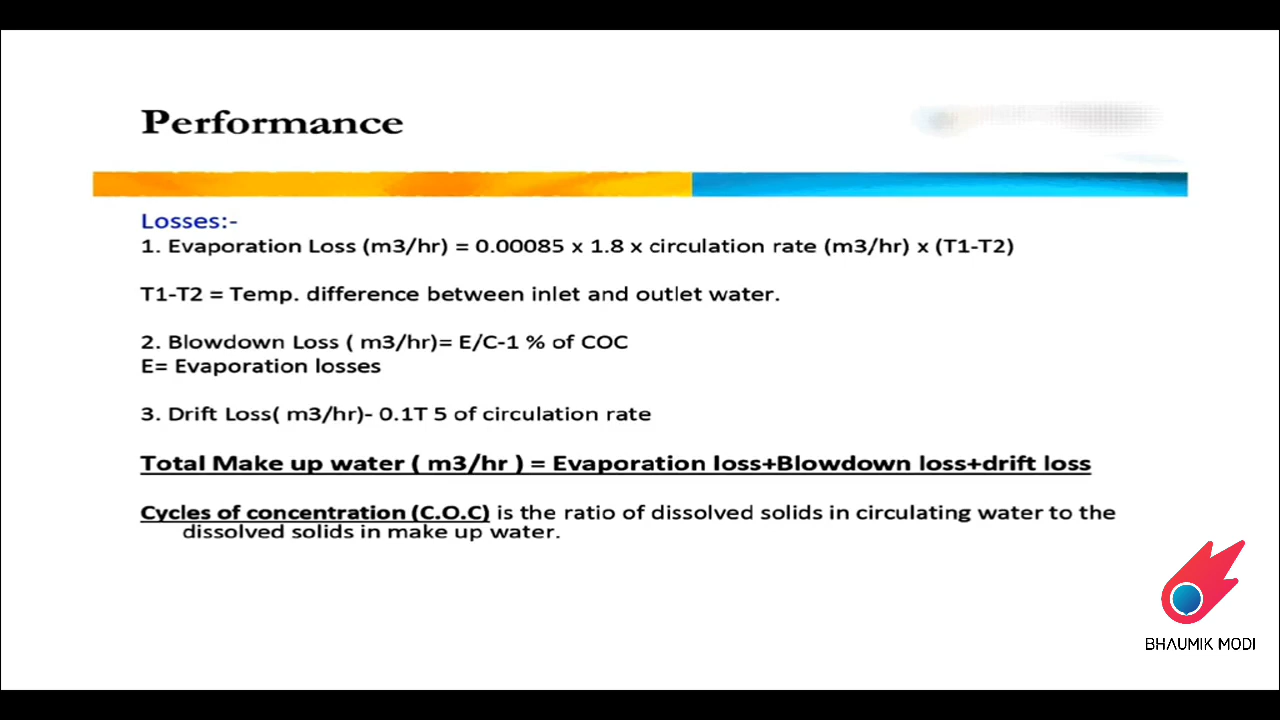 Performance
Losses:-
1. Evaporation Loss (m3/hr) = 0.00085 x 1.8 x circulation rate (m3/hr) x (T1-T2)
T1-T2 = Temp. difference between inlet and outlet water.
2. Blowdown Loss ( m3/hr)= E/C-1 % of COC
E= Evaporation losses
3. Drift Loss( m3/hr)- 0.1T 5 of circulation rate
Total Make up water ( m3/hr ) = Evaporation loss+Blowdown loss+drift loss
Cycles of concentration (C.O.C) is the ratio of dissolved solids in circulating water to the
dissolved solids in make up water.
BHAUMIK MODI